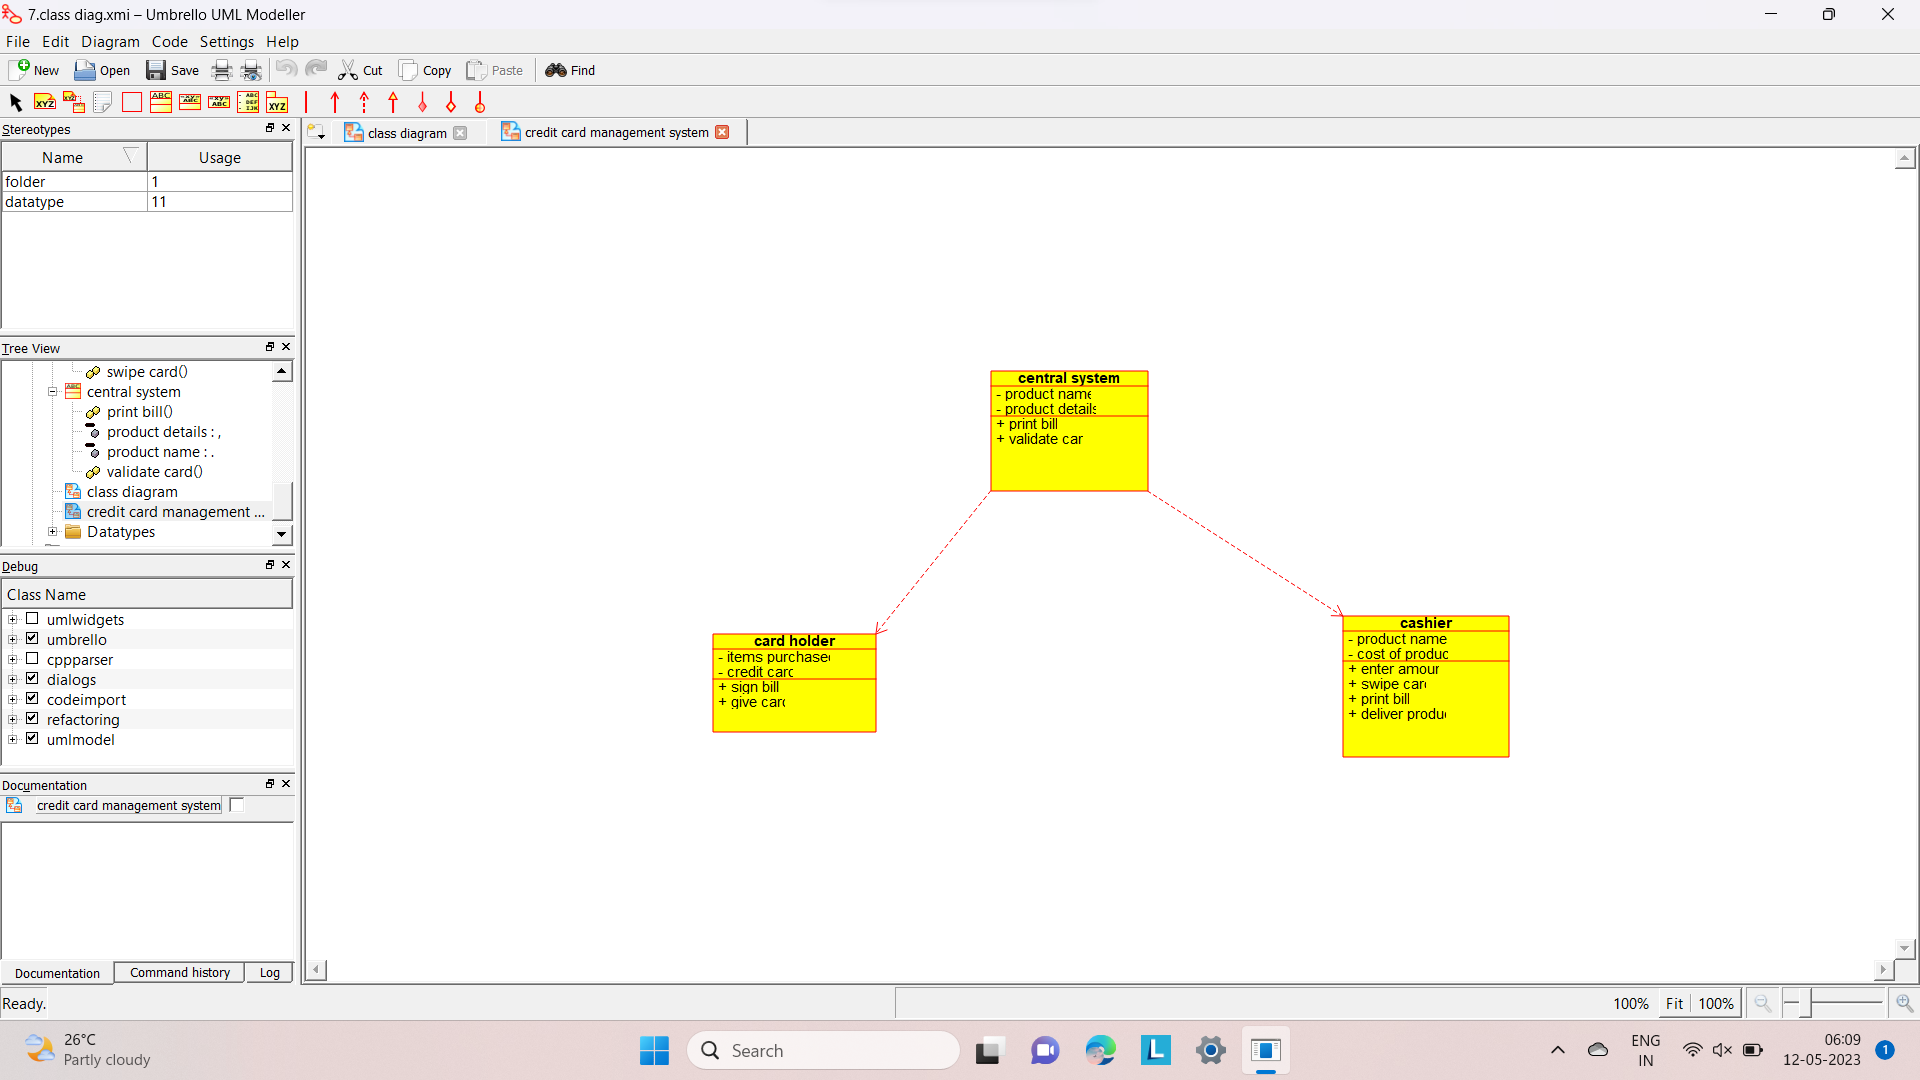 7.class diag.xmi – Umbrello UML Modeller
File Edit Diagram Code Settings Help
New Open Save Cut Copy Paste Find
Stereotypes
Name Usage
folder 1
datatype 11
Tree View
swipe card()
central system
print bill()
product details : ,
product name : .
validate card()
class diagram
credit card management ...
Datatypes
Debug
Class Name
umlwidgets
umbrello
cppparser
dialogs
codeimport
refactoring
umlmodel
Documentation
credit card management system
Documentation Command history Log
class diagram credit card management system
central system
- product name
- product details
+ print bill
+ validate car
card holder
- items purchased
- credit card
+ sign bill
+ give card
cashier
- product name
- cost of produc
+ enter amour
+ swipe card
+ print bill
+ deliver produc
Ready.
100% Fit 100%
26°C
Partly cloudy
Search
ENG
IN
06:09
12-05-2023
1